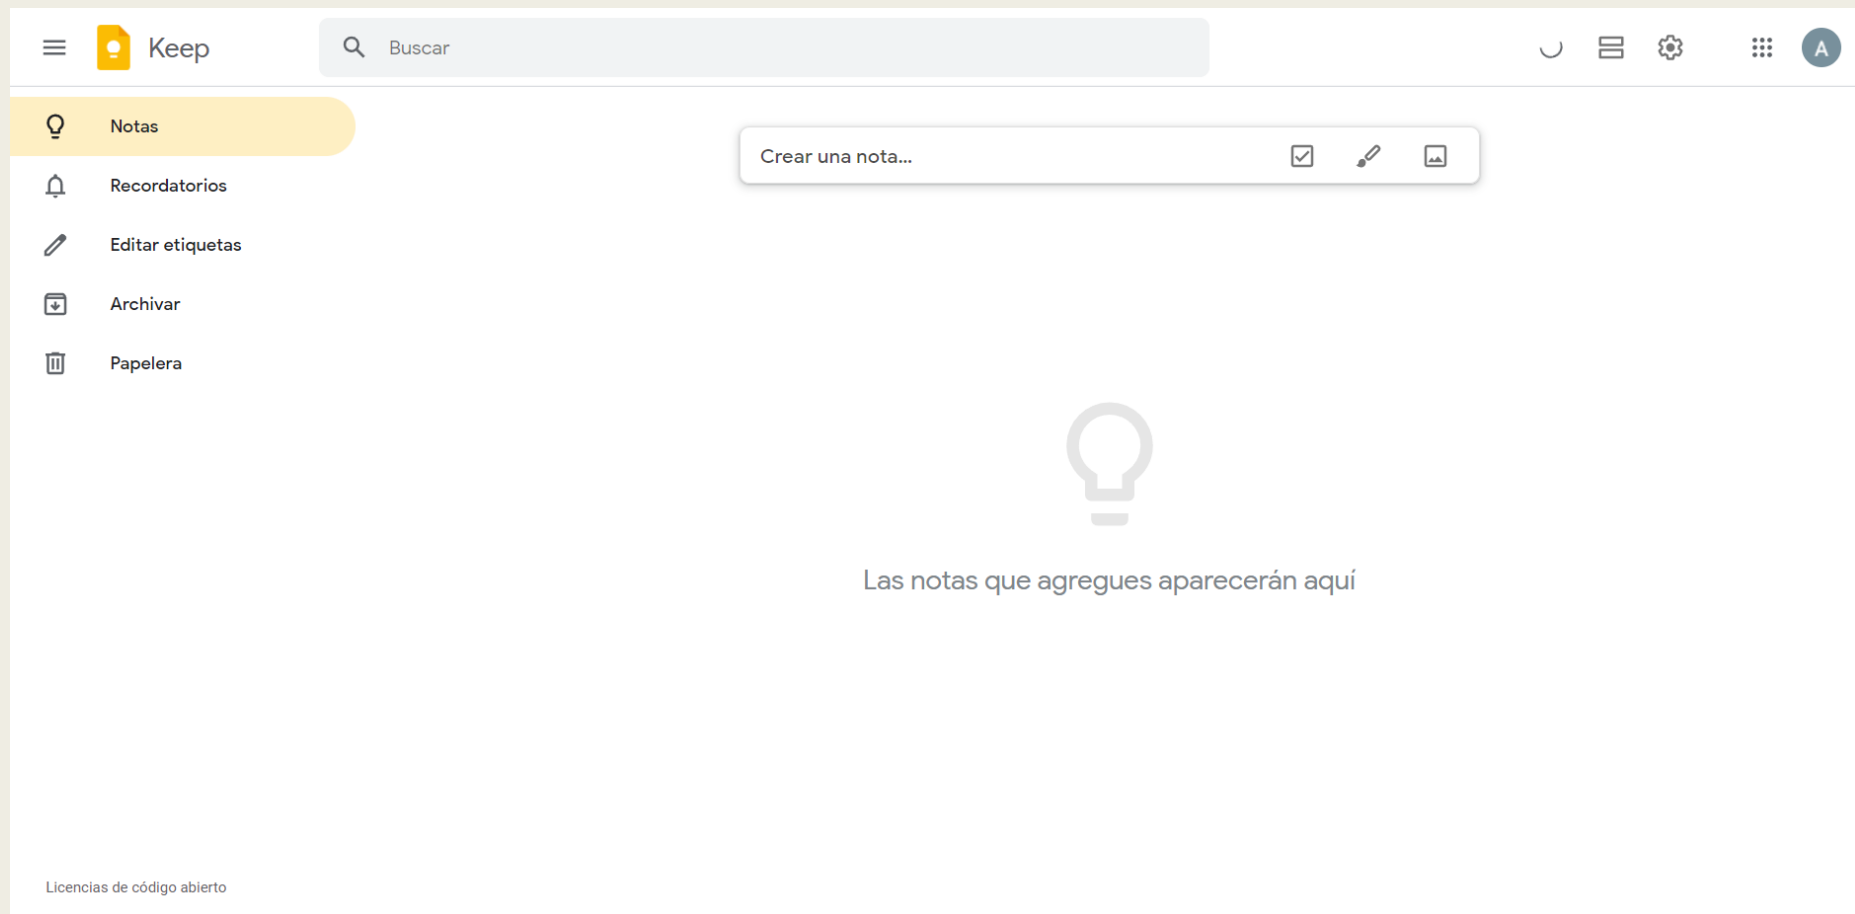 Keep
Buscar
A
Notas
Crear una nota...
Recordatorios
Editar etiquetas
Archivar
Papelera
Las notas que agregues aparecerán aquí
Licencias de código abierto